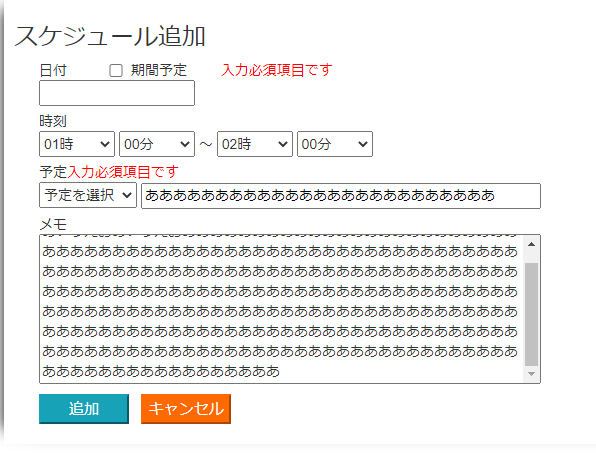 スケジュール追加
日付 期間予定 入力必須項目です
時刻
01時 00分 ～ 02時 00分
予定入力必須項目です
予定を選択 あああああああああああああああああああああああああ
メモ
ああああああああああああああああああああああああああああああああああ
ああああああああああああああああああああああああああああああああああ
ああああああああああああああああああああああああああああああああああ
ああああああああああああああああああああああああああああああああああ
ああああああああああああああああああああああああああああああああああ
ああああああああああああああああああああああああああああああああああ
あああああああああああああああああ
追加 キャンセル